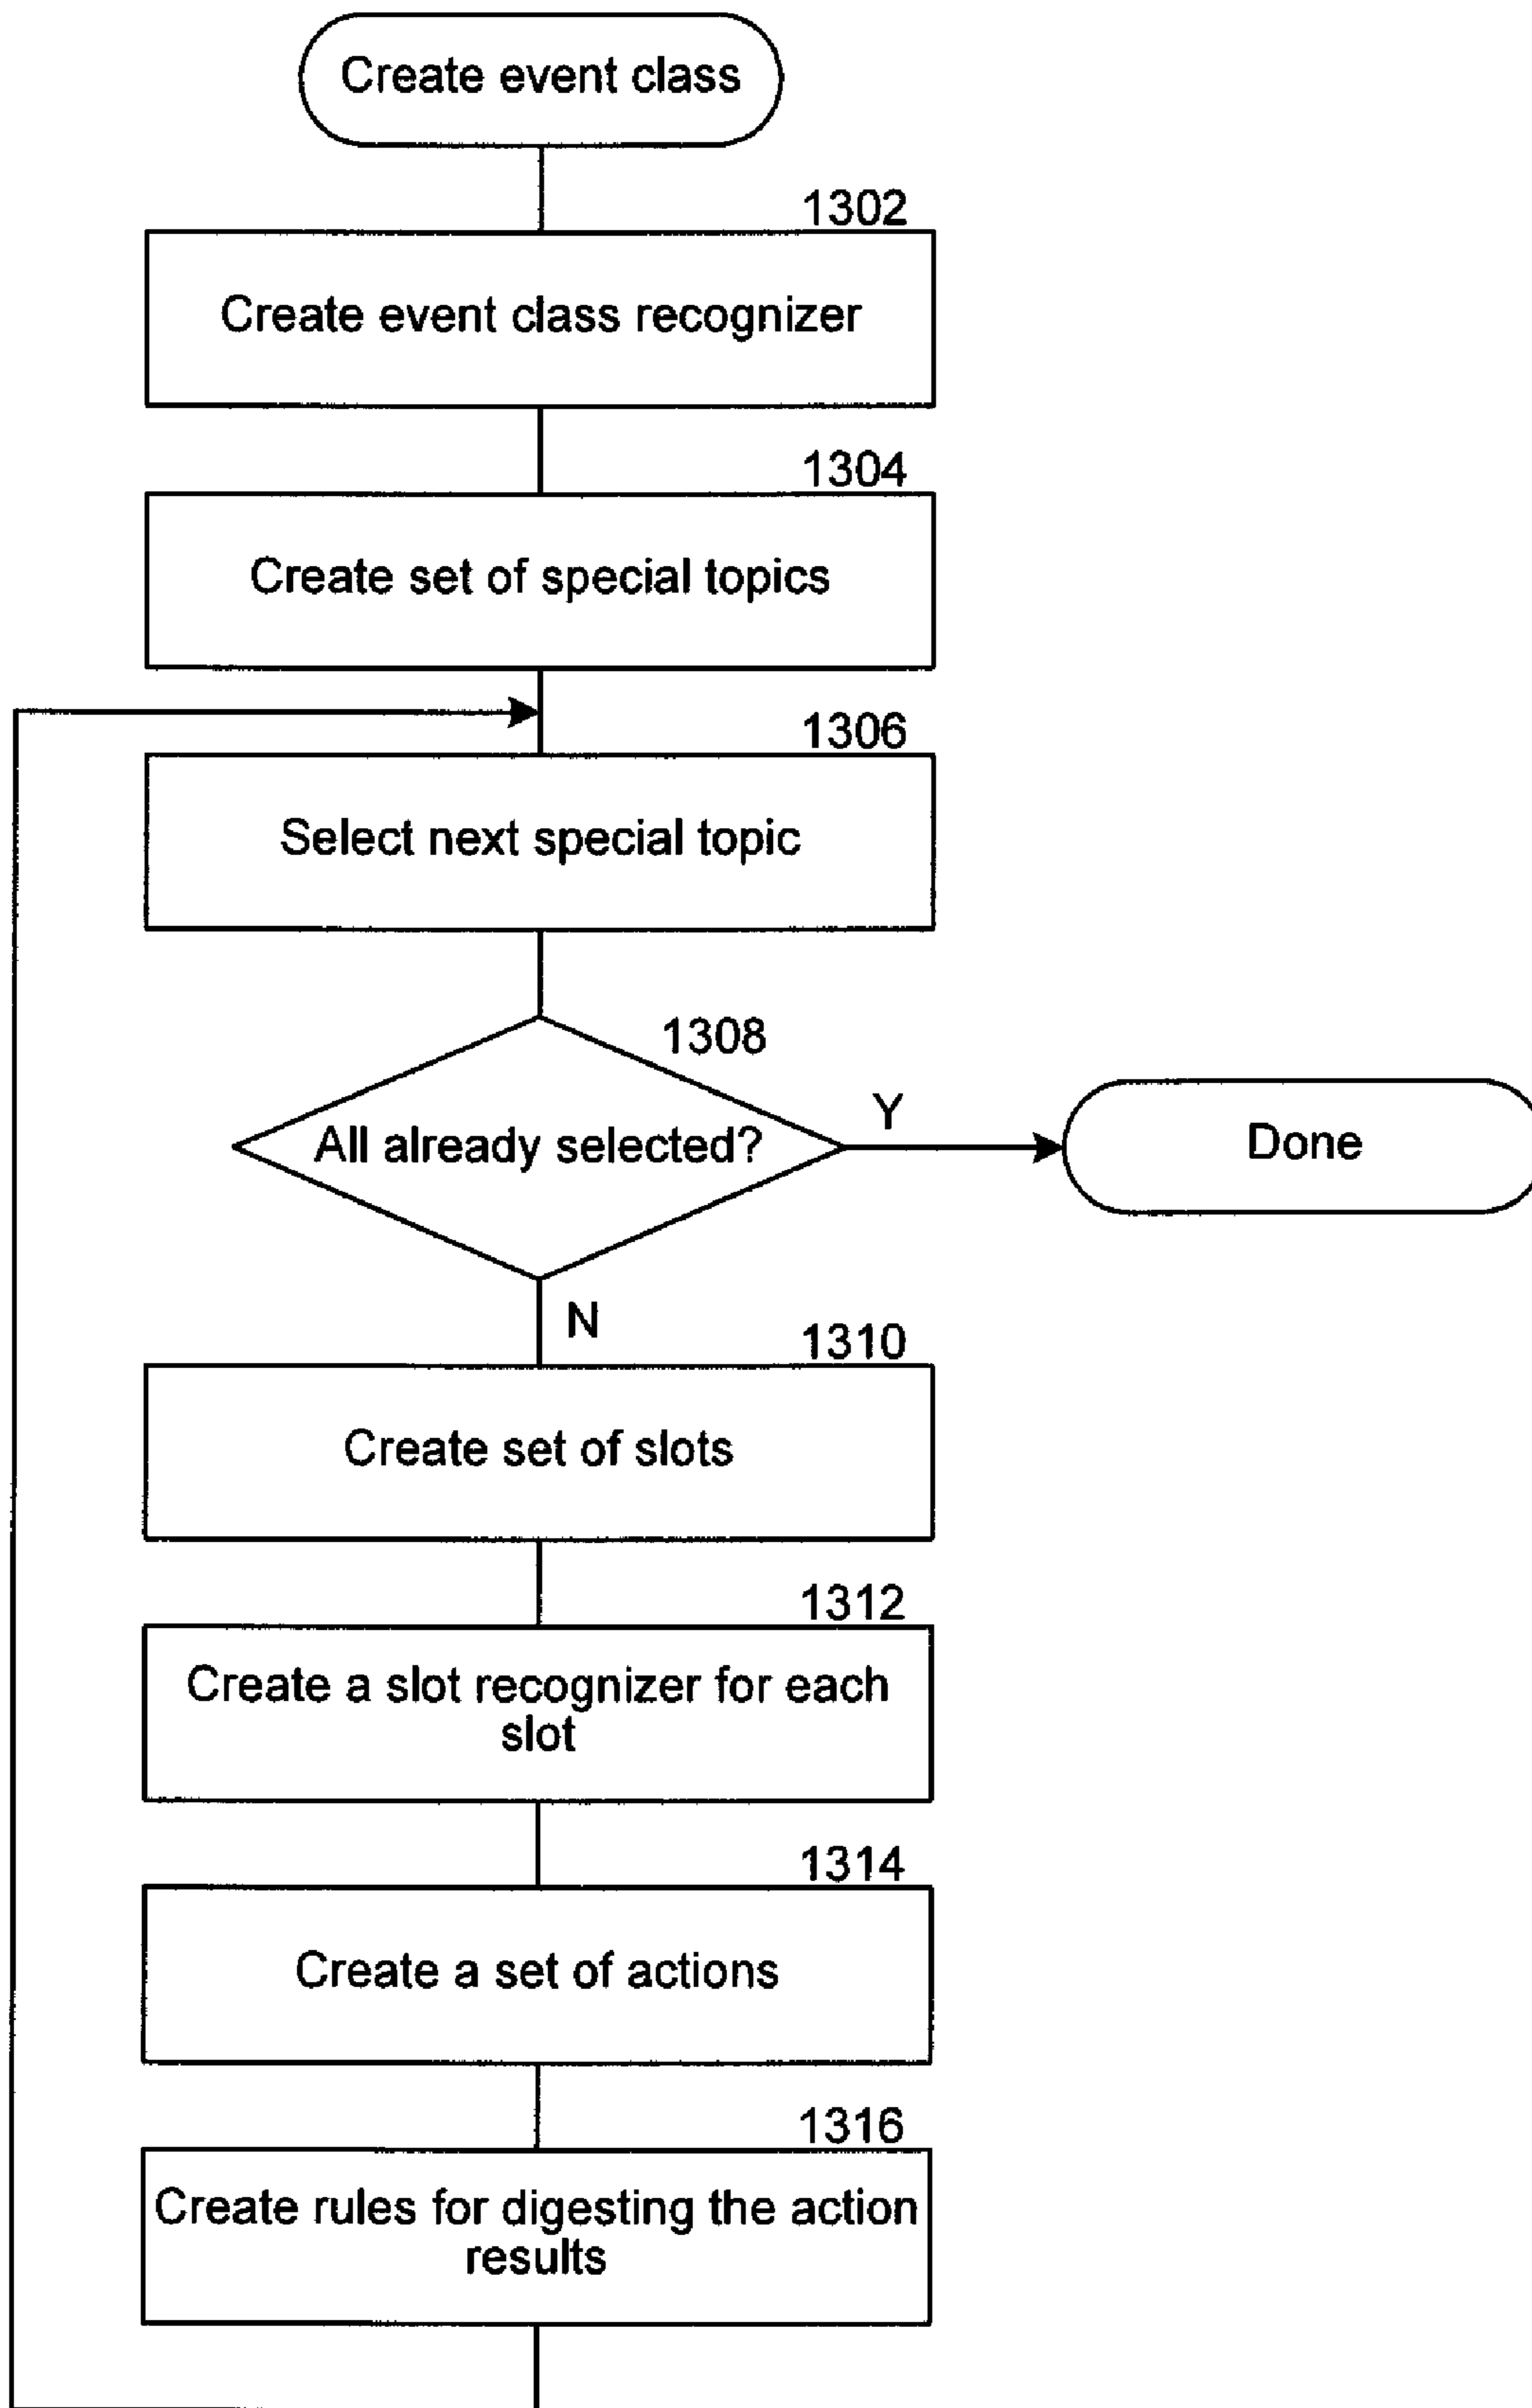 Create event class
1302
Create event class recognizer
1304
Create set of special topics
1306
Select next special topic
1308
All already selected?
Y
Done
N
1310
Create set of slots
1312
Create a slot recognizer for each
slot
1314
Create a set of actions
1316
Create rules for digesting the action
results